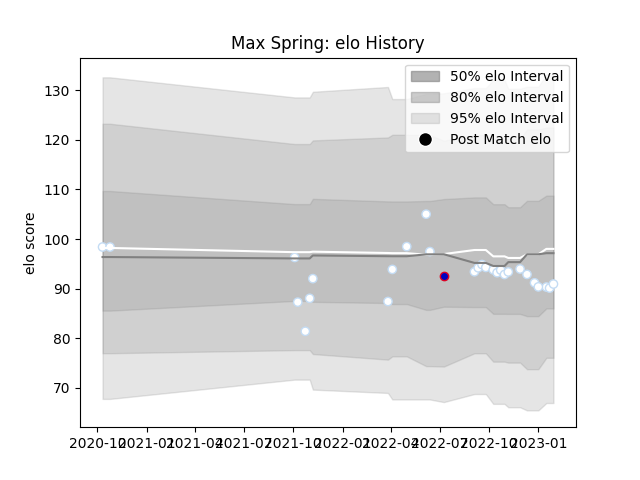 Max Spring: elo History
50% elo Interval
80% elo Interval
95% elo Interval
Post Match elo
elo score
130
120
110
100
90
80
70
2020-10 2021-01 2021-04 2021-07 2021-10 2022-01 2022-04 2022-07 2022-10 2023-01